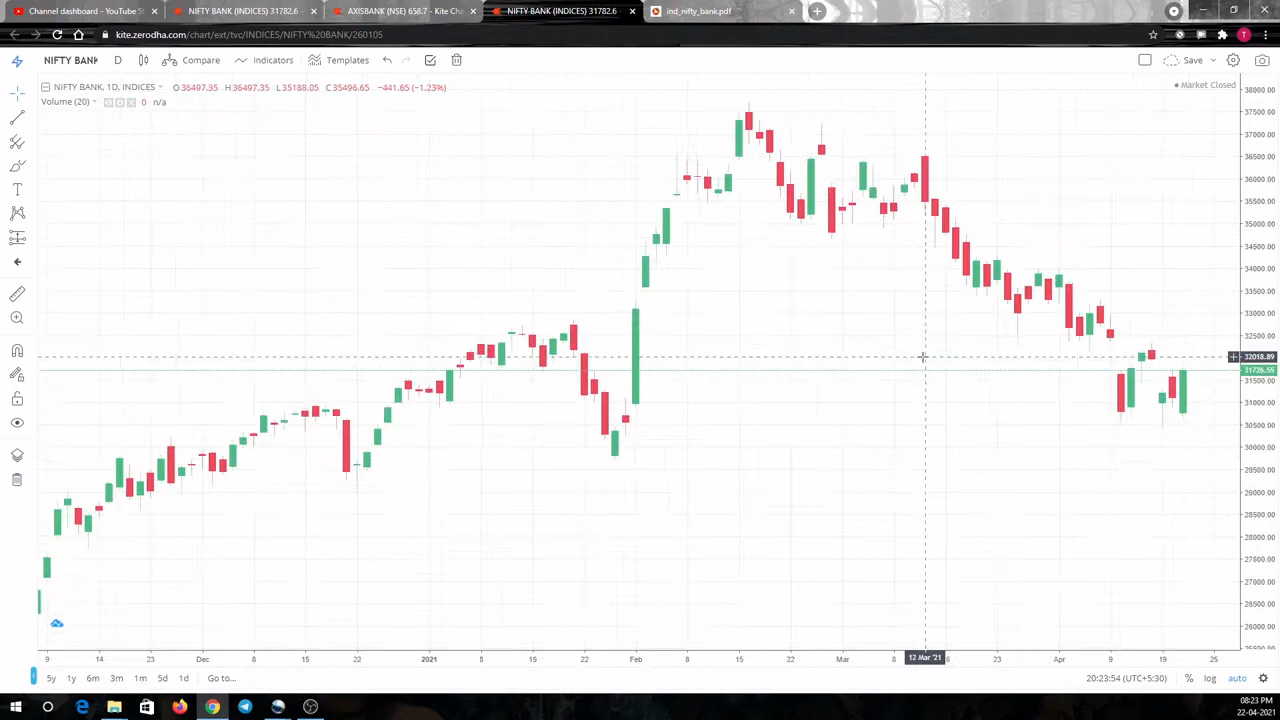 Channel dashboard - YouTube St
NIFTY BANK (INDICES) 31782.6
AXISBANK (NSE) 658.7 - Kite Cha
NIFTY BANK (INDICES) 31782.6
ind_nifty_bank.pdf
kite.zerodha.com/chart/ext/tvc/INDICES/NIFTY%20BANK/260105
T
NIFTY BANK
D
Compare
Indicators
Templates
Save
NIFTY BANK, 1D, INDICES
O 35497.35 H 36497.35 L 35188.05 C 35496.65 −441.65 (−1.23%)
Market Closed
Volume (20) 0 n/a
38000.00
37500.00
37000.00
36500.00
36000.00
35500.00
35000.00
34500.00
34000.00
33500.00
33000.00
32500.00
32018.89
31726.55
31500.00
31000.00
30500.00
30000.00
29500.00
29000.00
28500.00
28000.00
27500.00
27000.00
26500.00
26000.00
9 14 23 Dec 8 14 22 2021 15 22 Feb 8 15 22 Mar 8 12 Mar '21 23 Apr 19 25
5y 1y 6m 3m 1m 5d 1d Go to...
20:23:54 (UTC+5:30) % log auto
08:23 PM
22-04-2021